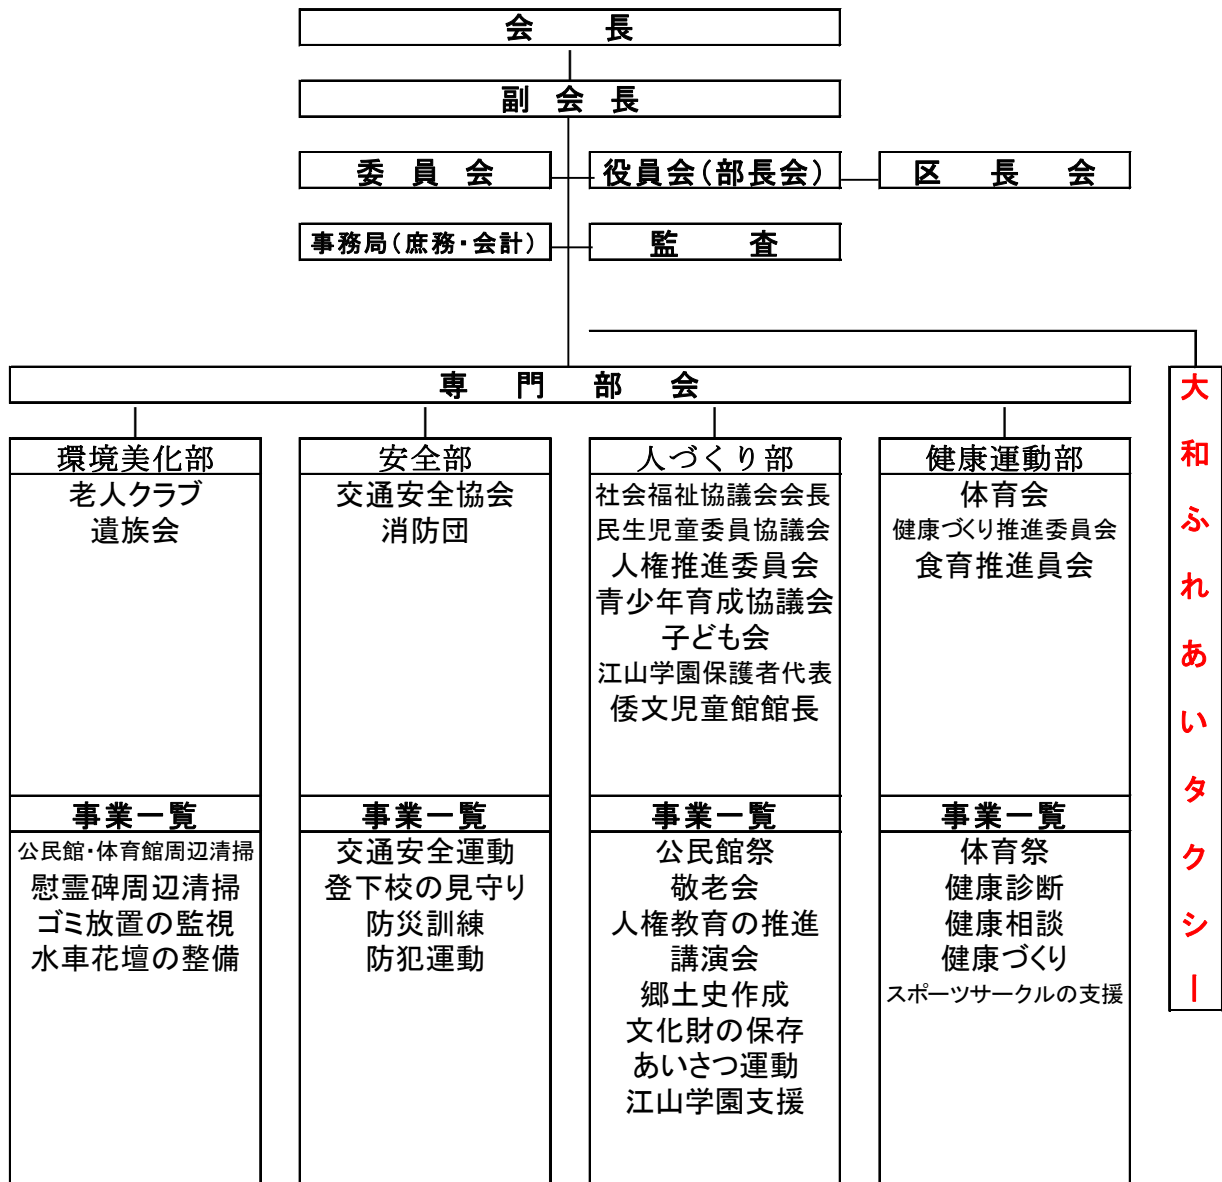 会長
副会長
委員会
役員会(部長会)
区長会
事務局(庶務・会計)
監査
専門部会
大和ふれあいタクシー
環境美化部
老人クラブ
遺族会
事業一覧
公民館・体育館周辺清掃
慰霊碑周辺清掃
ゴミ放置の監視
水車花壇の整備
安全部
交通安全協会
消防団
事業一覧
交通安全運動
登下校の見守り
防災訓練
防犯運動
人づくり部
社会福祉協議会会長
民生児童委員協議会
人権推進委員会
青少年育成協議会
子ども会
江山学園保護者代表
倭文児童館館長
事業一覧
公民館祭
敬老会
人権教育の推進
講演会
郷土史作成
文化財の保存
あいさつ運動
江山学園支援
健康運動部
体育会
健康づくり推進委員会
食育推進員会
事業一覧
体育祭
健康診断
健康相談
健康づくり
スポーツサークルの支援